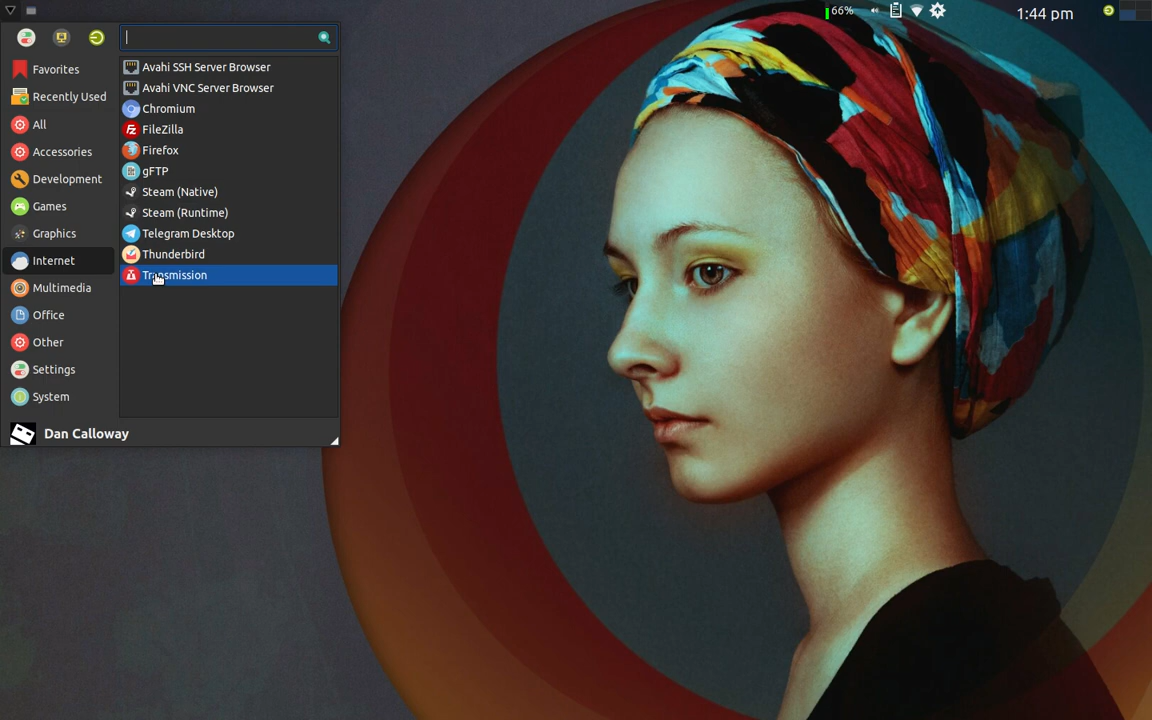 66%
1:44 pm
Favorites
Recently Used
All
Accessories
Development
Games
Graphics
Internet
Multimedia
Office
Other
Settings
System
Avahi SSH Server Browser
Avahi VNC Server Browser
Chromium
FileZilla
Firefox
gFTP
Steam (Native)
Steam (Runtime)
Telegram Desktop
Thunderbird
Transmission
Dan Calloway